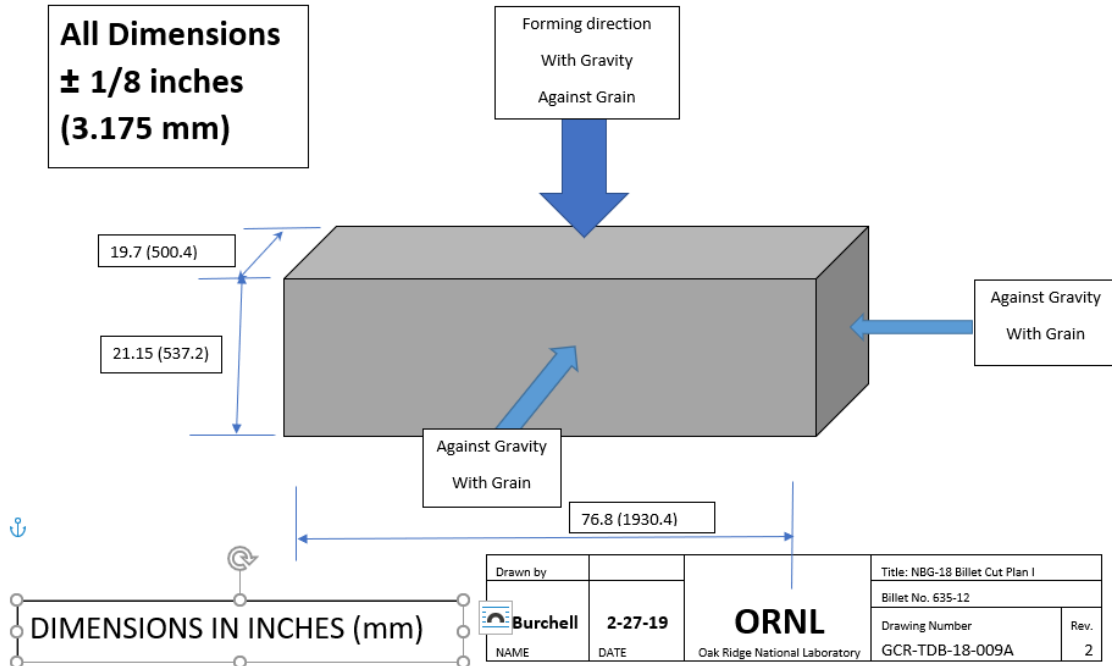 All Dimensions
± 1/8 inches
(3.175 mm)
Forming direction
With Gravity
Against Grain
19.7 (500.4)
21.15 (537.2)
Against Gravity
With Grain
Against Gravity
With Grain
76.8 (1930.4)
DIMENSIONS IN INCHES (mm)
Drawn by
Burchell
NAME
2-27-19
DATE
ORNL
Oak Ridge National Laboratory
Title: NBG-18 Billet Cut Plan I
Billet No. 635-12
Drawing Number
GCR-TDB-18-009A
Rev.
2